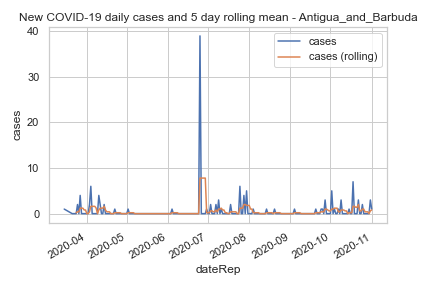 New COVID-19 daily cases and 5 day rolling mean - Antigua_and_Barbuda
40
30
20
10
0
cases
cases
cases (rolling)
2020-04
2020-05
2020-06
2020-07
2020-08
2020-09
2020-10
2020-11
dateRep